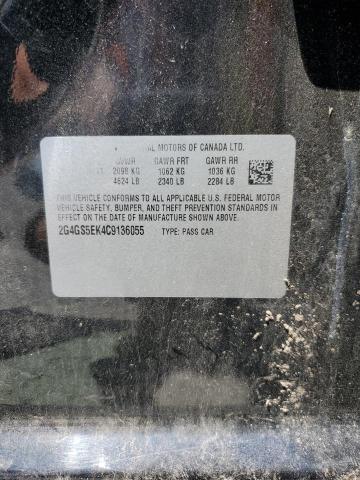 MOTORS OF CANADA LTD.
GVWR GAWR FRT GAWR RR
2098 KG 1062 KG 1036 KG
4624 LB 2340 LB 2284 LB
THIS VEHICLE CONFORMS TO ALL APPLICABLE U.S. FEDERAL MOTOR
VEHICLE SAFETY, BUMPER, AND THEFT PREVENTION STANDARDS IN
EFFECT ON THE DATE OF MANUFACTURE SHOWN ABOVE.
2G4GS5EK4C9136055 TYPE: PASS CAR